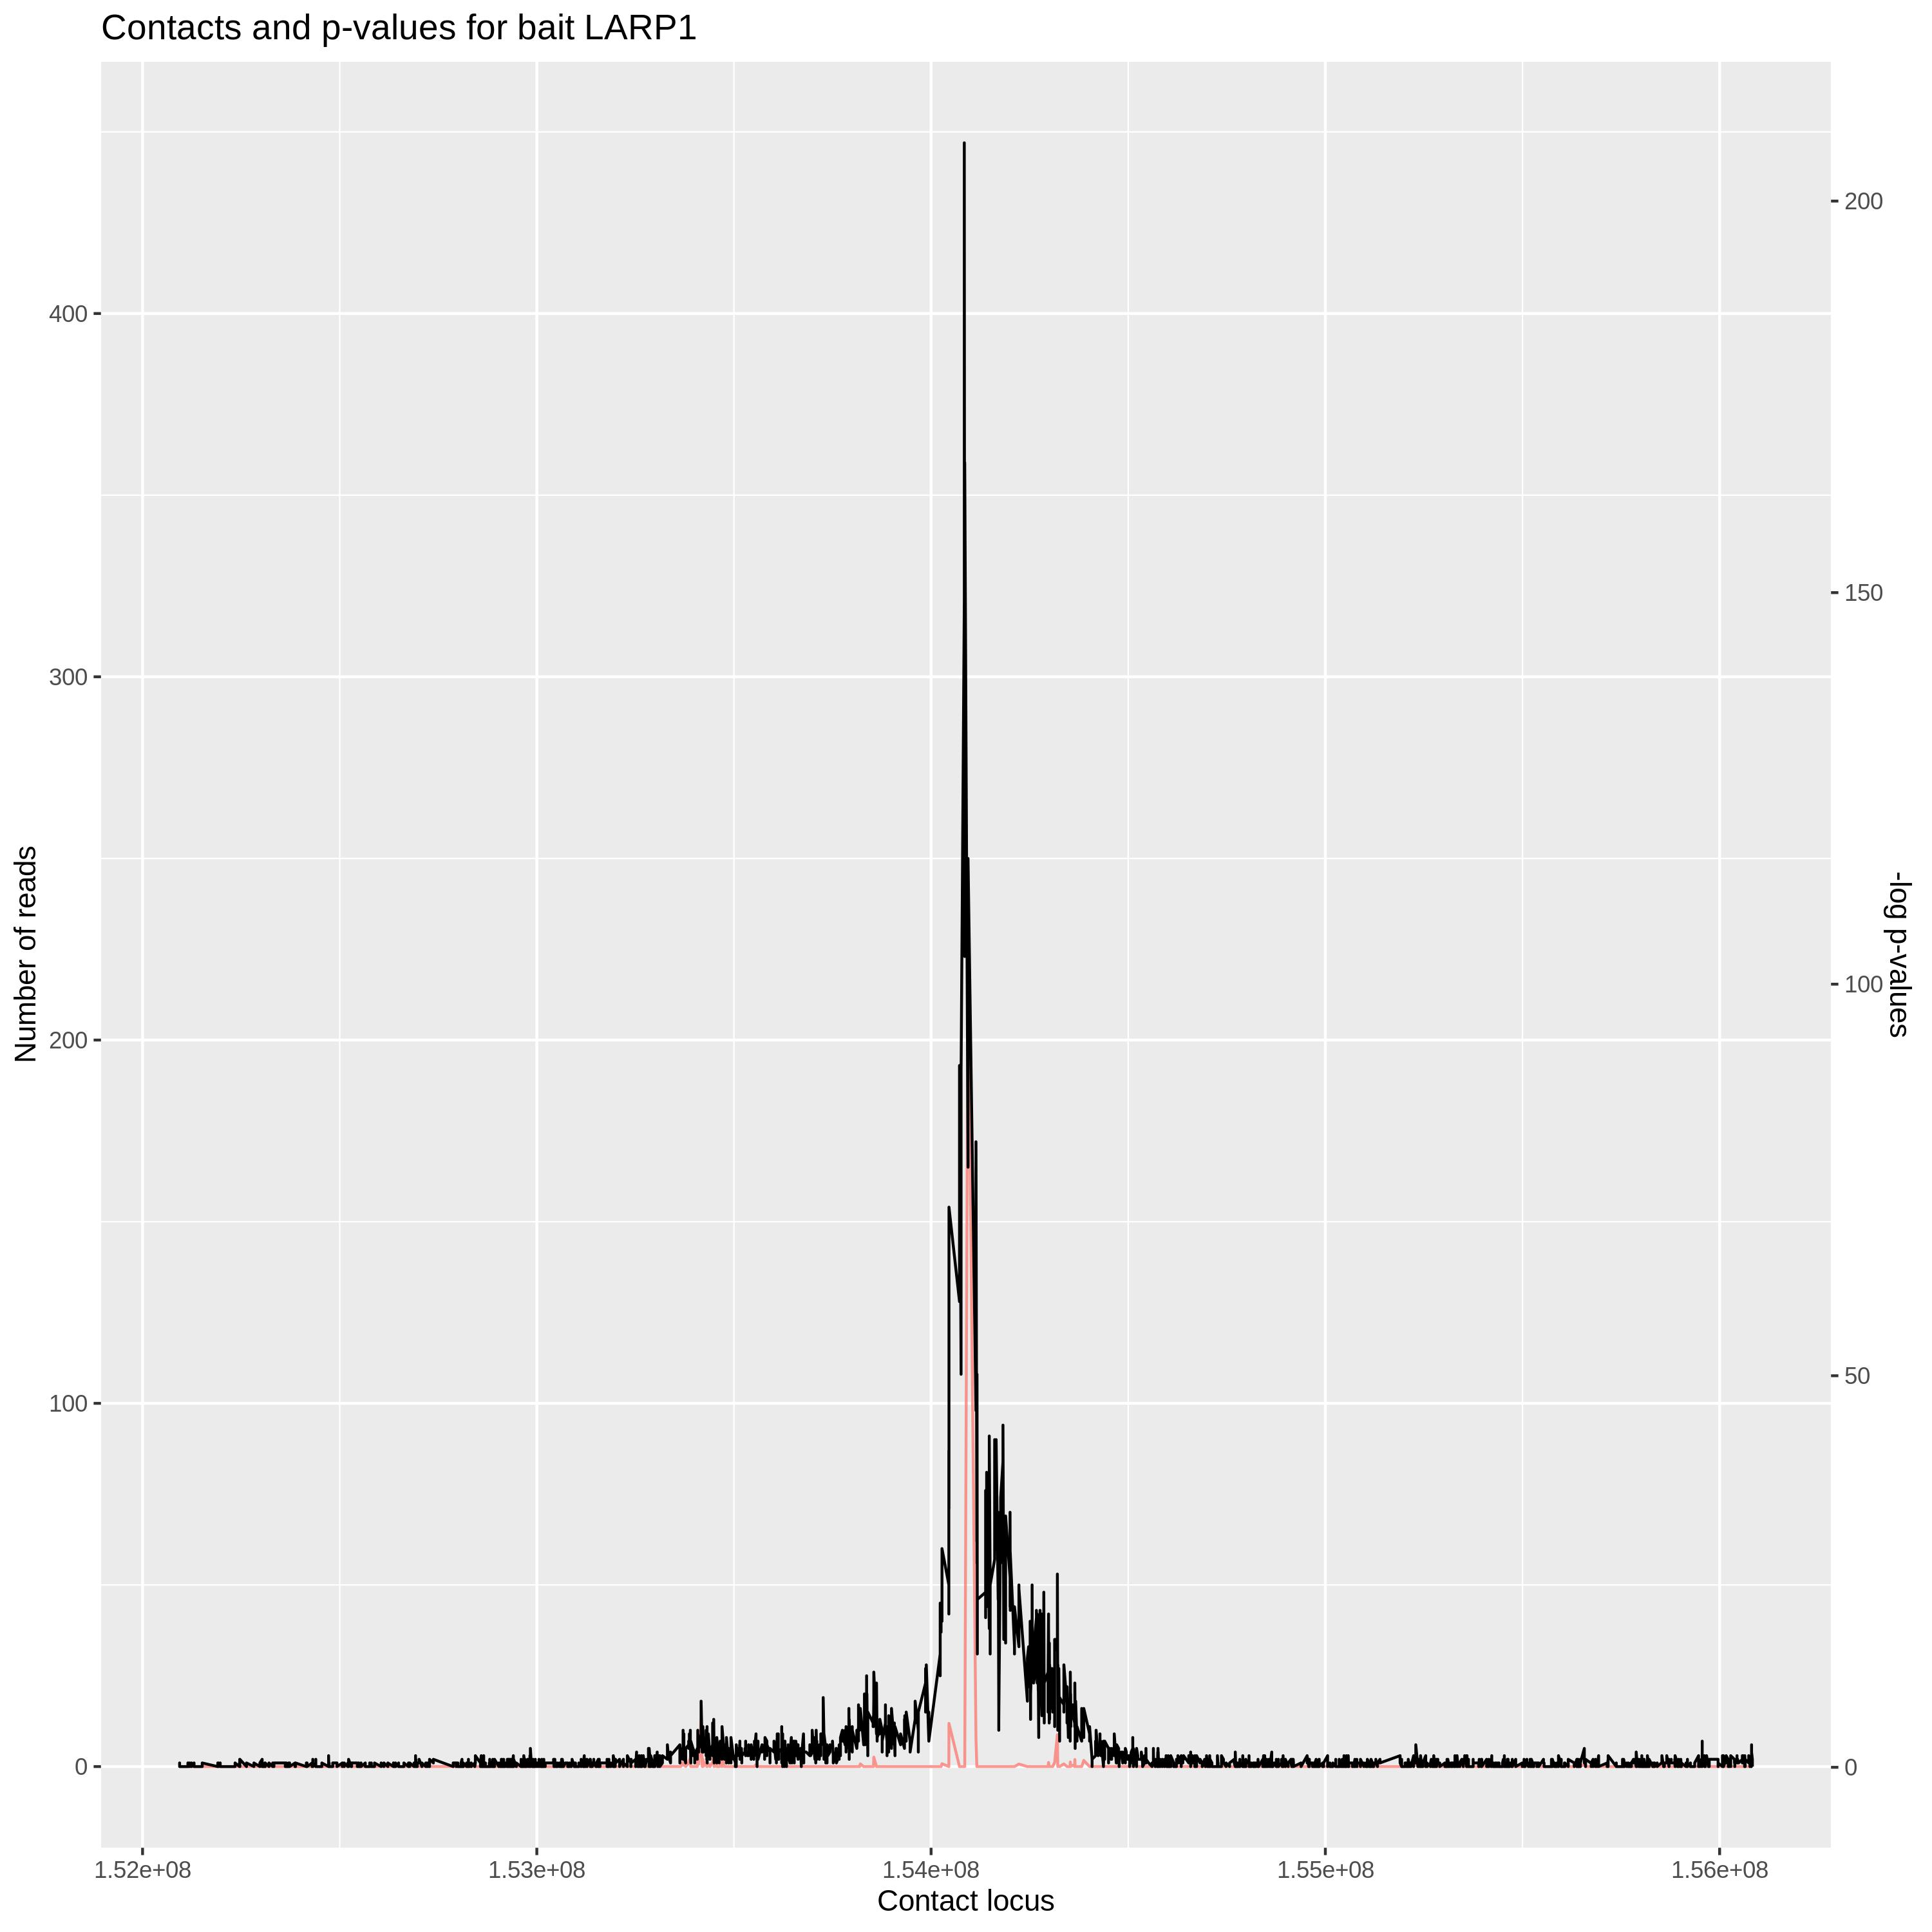 Contacts and p-values for bait LARP1
Number of reads
400
300
200
100
0
200
150
100
50
0
-log p-values
1.52e+08
1.53e+08
1.54e+08
1.55e+08
1.56e+08
Contact locus